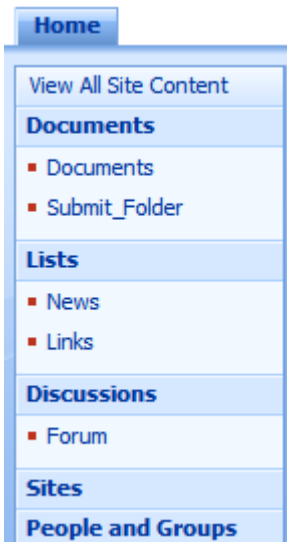 Home
View All Site Content
Documents
Documents
Submit_Folder
Lists
News
Links
Discussions
Forum
Sites
People and Groups